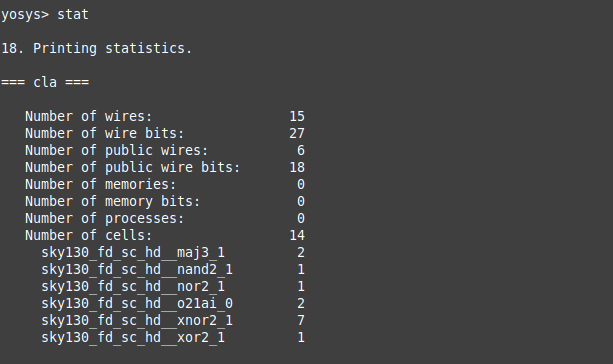 yosys> stat
18. Printing statistics.
=== cla ===
Number of wires: 15
Number of wire bits: 27
Number of public wires: 6
Number of public wire bits: 18
Number of memories: 0
Number of memory bits: 0
Number of processes: 0
Number of cells: 14
sky130_fd_sc_hd__maj3_1 2
sky130_fd_sc_hd__nand2_1 1
sky130_fd_sc_hd__nor2_1 1
sky130_fd_sc_hd__o21ai_0 2
sky130_fd_sc_hd__xnor2_1 7
sky130_fd_sc_hd__xor2_1 1